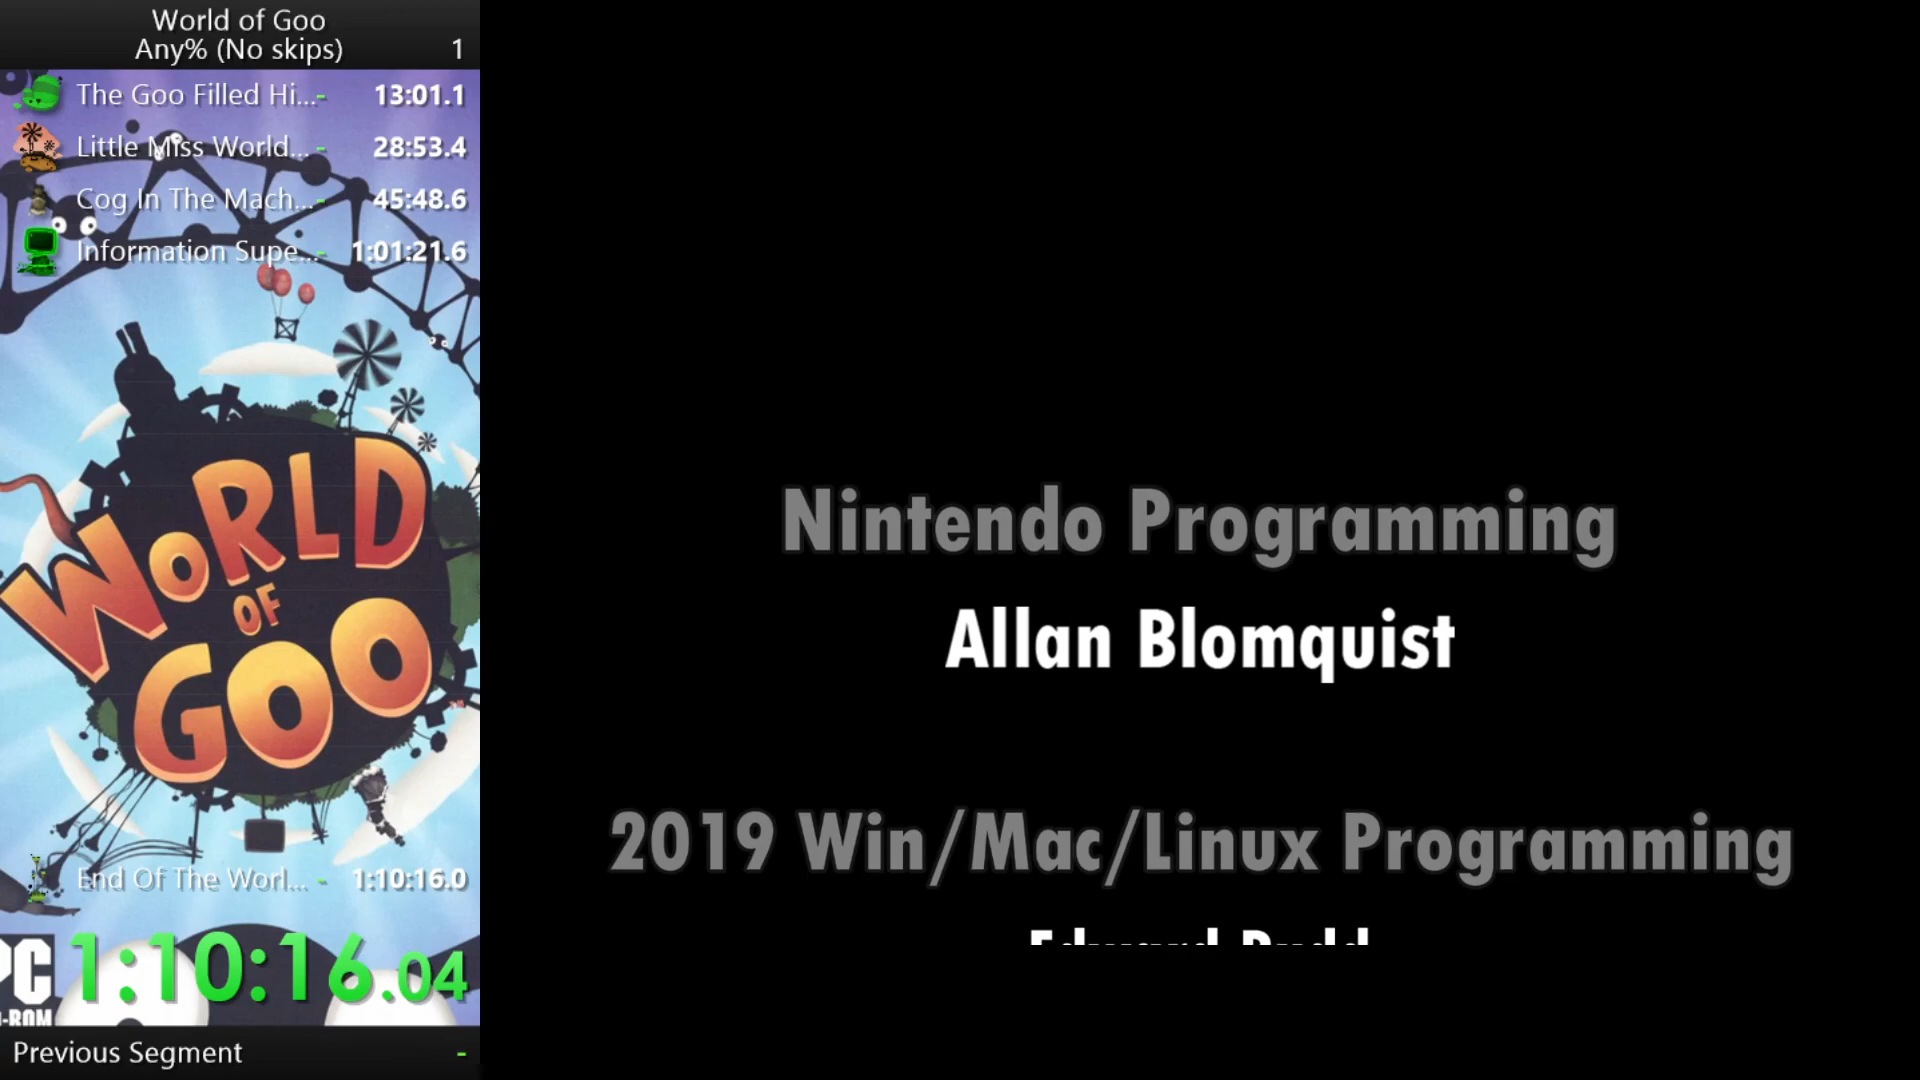 World of Goo
Any% (No skips) 1
The Goo Filled Hi... - 13:01.1
Little Miss World... - 28:53.4
Cog In The Mach... - 45:48.6
Information Supe... - 1:01:21.6
WORLD
OF
GOO
TM
End Of The Worl... - 1:10:16.0
1:10:16.04
PC
-ROM
Previous Segment -
Nintendo Programming
Allan Blomquist
2019 Win/Mac/Linux Programming